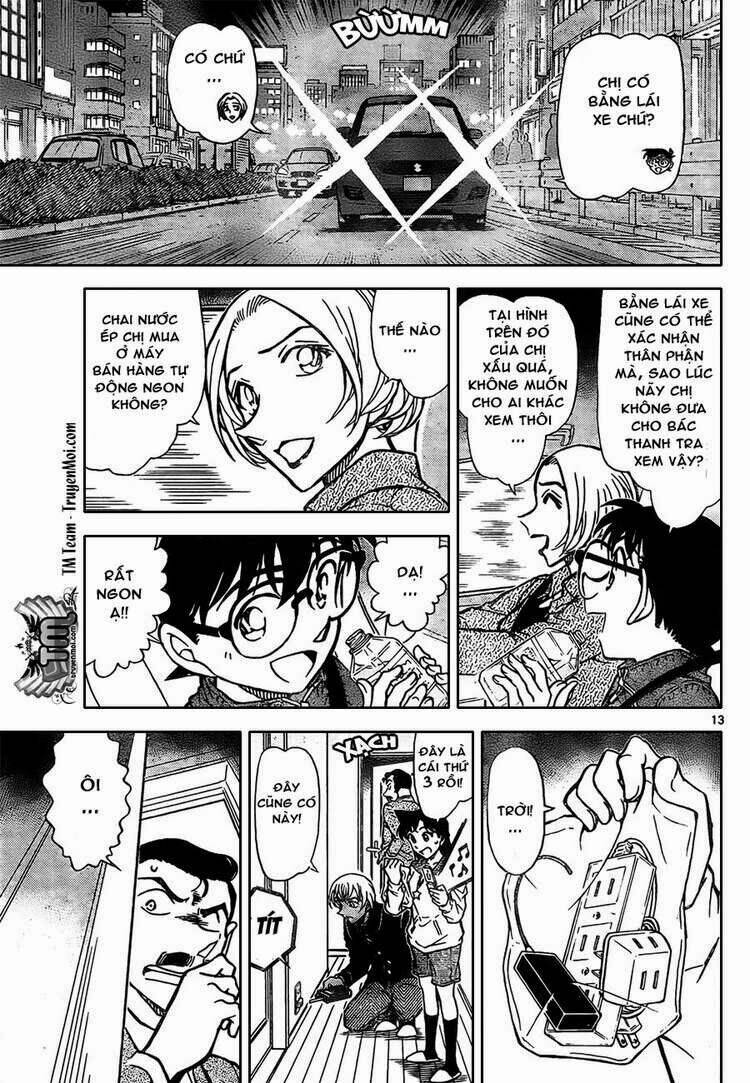 BỪỪMM
CHỊ CÓ
BẰNG LÁI
XE CHỨ?
CÓ CHỨ
...
BẰNG LÁI XE
CŨNG CÓ THỂ
XÁC NHẬN
THÂN PHẬN
MÀ, SAO LÚC
NÃY CHỊ
KHÔNG ĐƯA
CHO BÁC
THANH TRA
XEM VẬY?
TẠI HÌNH
TRÊN ĐÓ
CỦA CHỊ
XẤU QUÁ,
KHÔNG MUỐN
CHO AI KHÁC
XEM THÔI
...
THẾ NÀO
...
CHAI NƯỚC
ÉP CHỊ MUA
Ở MÁY
BÁN HÀNG TỰ
ĐỘNG NGON
KHÔNG?
DẠ!
RẤT
NGON
Ạ!!
TM Team - TruyenMoi.com
TM
truyenmoi.com
13
TRỜI!
...
XẠCH
ĐÂY LÀ
CÁI THỨ
3 RỒI!
ĐÂY
CŨNG CÓ
NÀY!
TÍT
ÔI
...